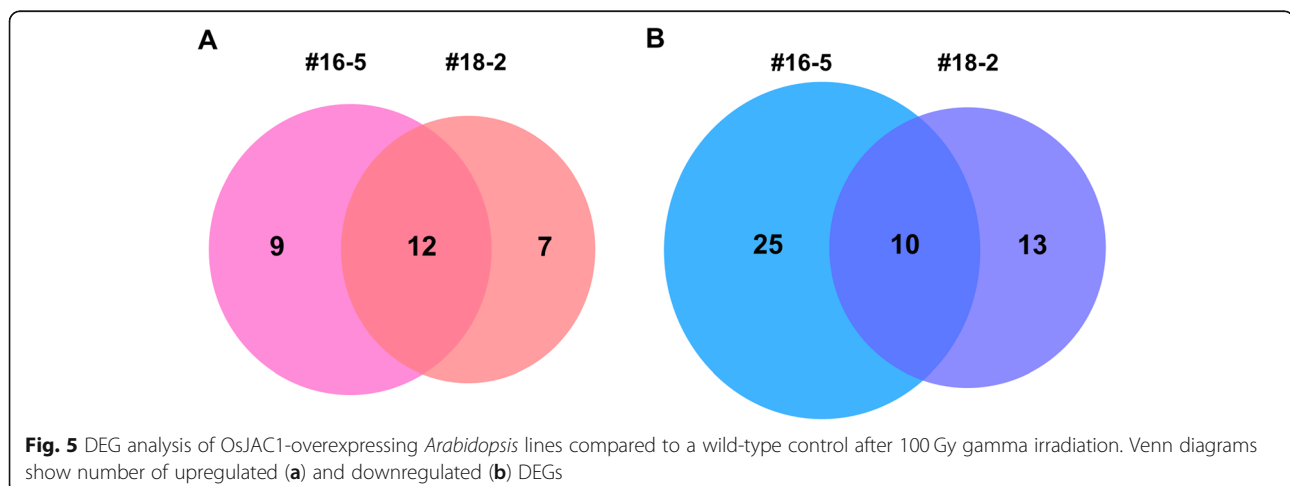 A
B
#16-5
#18-2
#16-5
#18-2
9
12
7
25
10
13
Fig. 5 DEG analysis of OsJAC1-overexpressing Arabidopsis lines compared to a wild-type control after 100 Gy gamma irradiation. Venn diagrams
show number of upregulated (a) and downregulated (b) DEGs